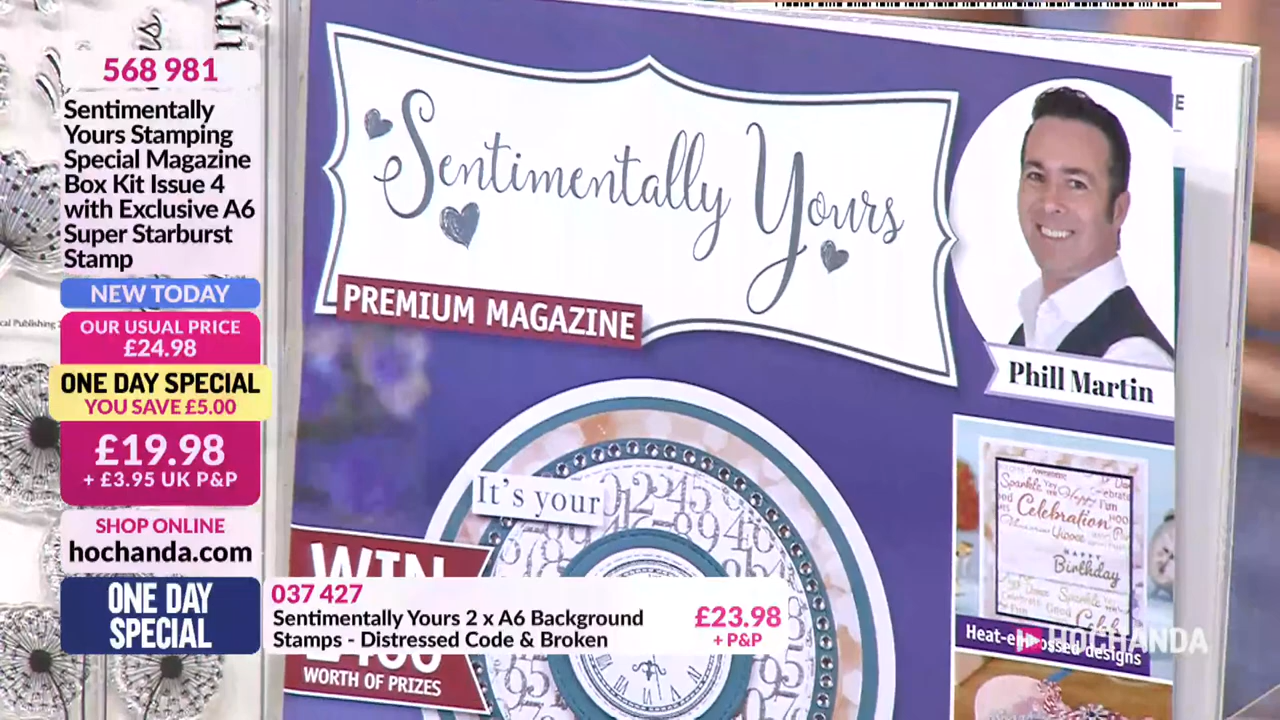 568 981
Sentimentally
Yours Stamping
Special Magazine
Box Kit Issue 4
with Exclusive A6
Super Starburst
Stamp
NEW TODAY
OUR USUAL PRICE
£24.98
ONE DAY SPECIAL
YOU SAVE £5.00
£19.98
+ £3.95 UK P&P
SHOP ONLINE
hochanda.com
ONE DAY
SPECIAL
037 427
Sentimentally Yours 2 x A6 Background
Stamps - Distressed Code & Broken
£23.98
+ P&P
Sentimentally Yours
PREMIUM MAGAZINE
Phill Martin
It's your
WIN
WORTH OF PRIZES
Awesome
Sparkle Yay Happy Fun
Celebration
HAPPY
Birthday
Heat-embossed designs
HOCHANDA